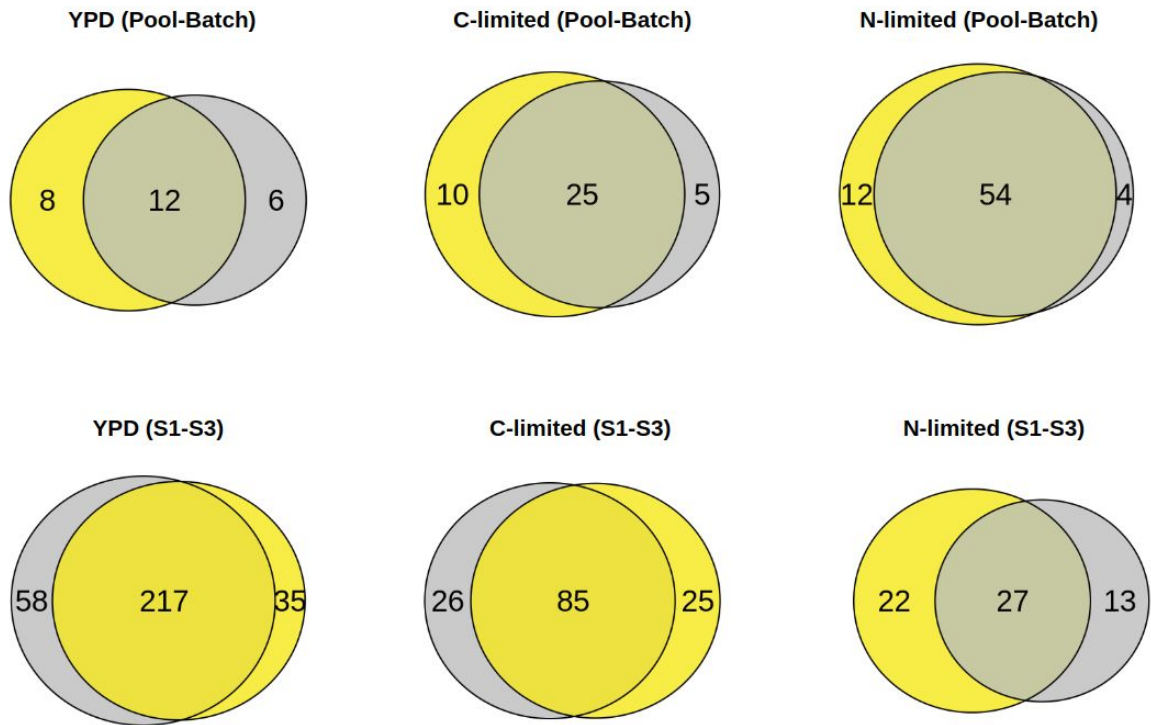 YPD (Pool-Batch) C-limited (Pool-Batch) N-limited (Pool-Batch)
8 12 6 10 25 5 12 54 4
YPD (S1-S3) C-limited (S1-S3) N-limited (S1-S3)
58 217 35 26 85 25 22 27 13